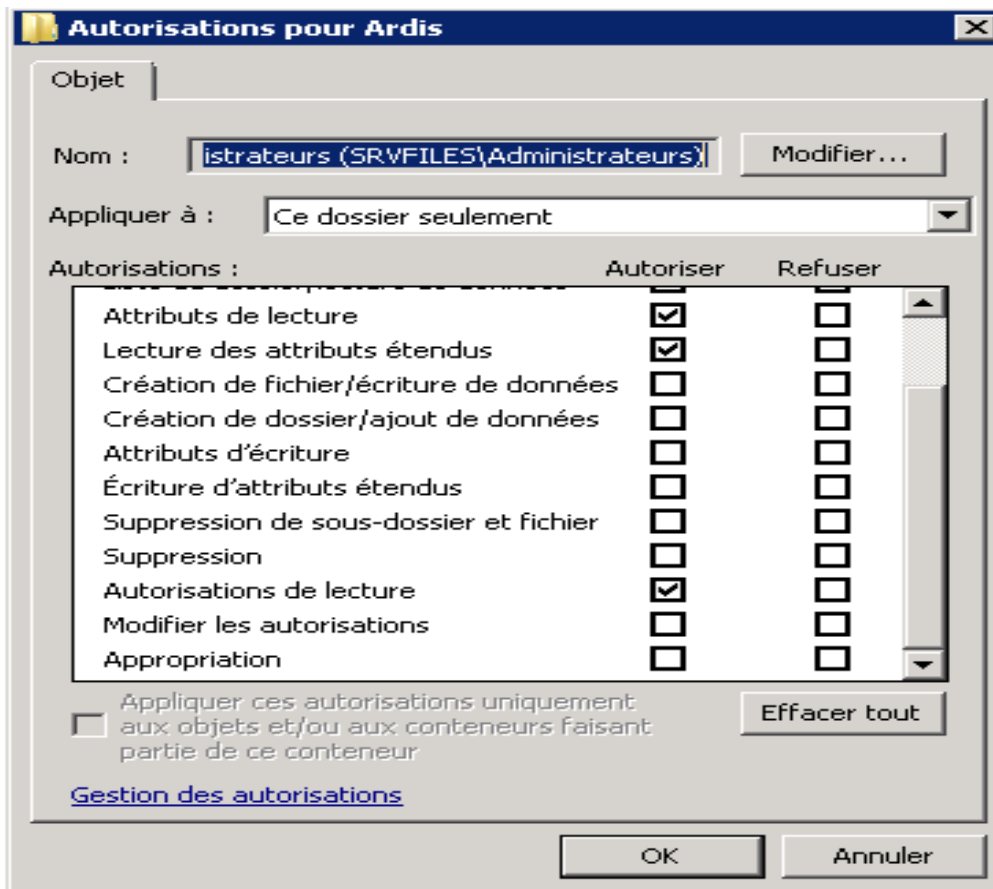 Autorisations pour Ardis
Objet
Nom : istrateurs (SRVFILES\Administrateurs) Modifier...
Appliquer à : Ce dossier seulement
Autorisations : Autoriser Refuser
Attributs de lecture
Lecture des attributs étendus
Création de fichier/écriture de données
Création de dossier/ajout de données
Attributs d'écriture
Écriture d'attributs étendus
Suppression de sous-dossier et fichier
Suppression
Autorisations de lecture
Modifier les autorisations
Appropriation
Appliquer ces autorisations uniquement
aux objets et/ou aux conteneurs faisant
partie de ce conteneur
Effacer tout
Gestion des autorisations
OK Annuler